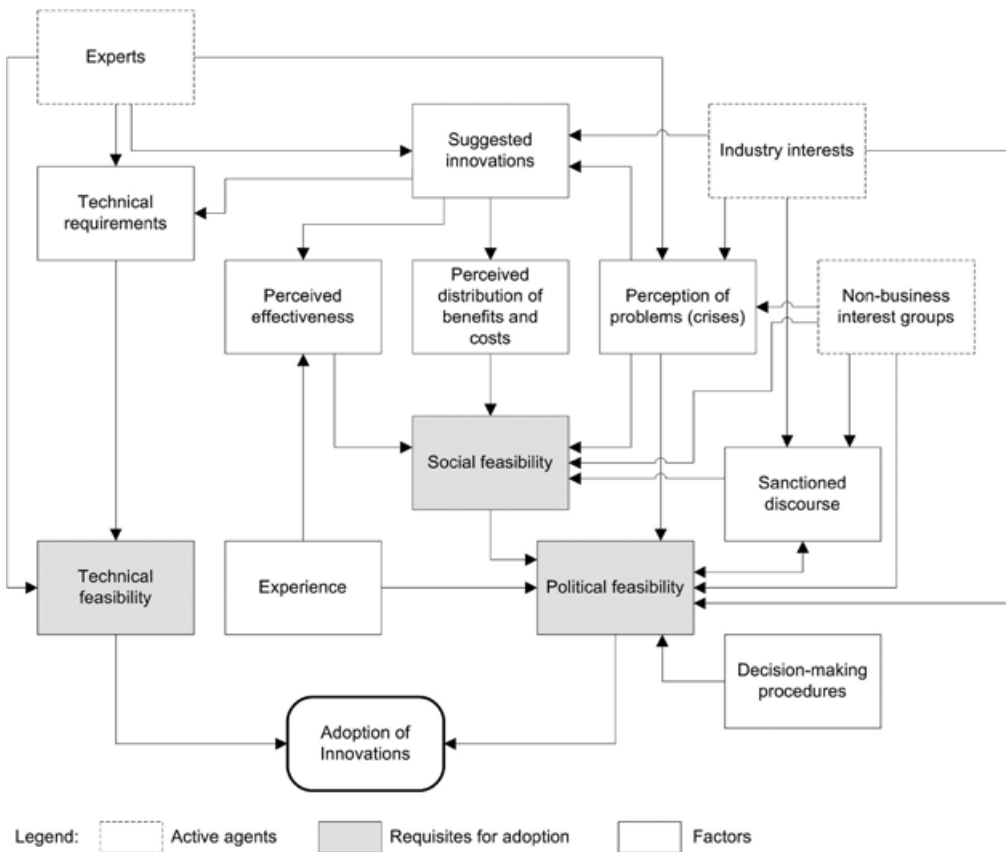 Experts
Suggested
innovations
Industry interests
Technical
requirements
Perceived
effectiveness
Perceived
distribution of
benefits and
costs
Perception of
problems (crises)
Non-business
interest groups
Social feasibility
Sanctioned
discourse
Technical
feasibility
Experience
Political feasibility
Decision-making
procedures
Adoption of
Innovations
Legend:
Active agents
Requisites for adoption
Factors